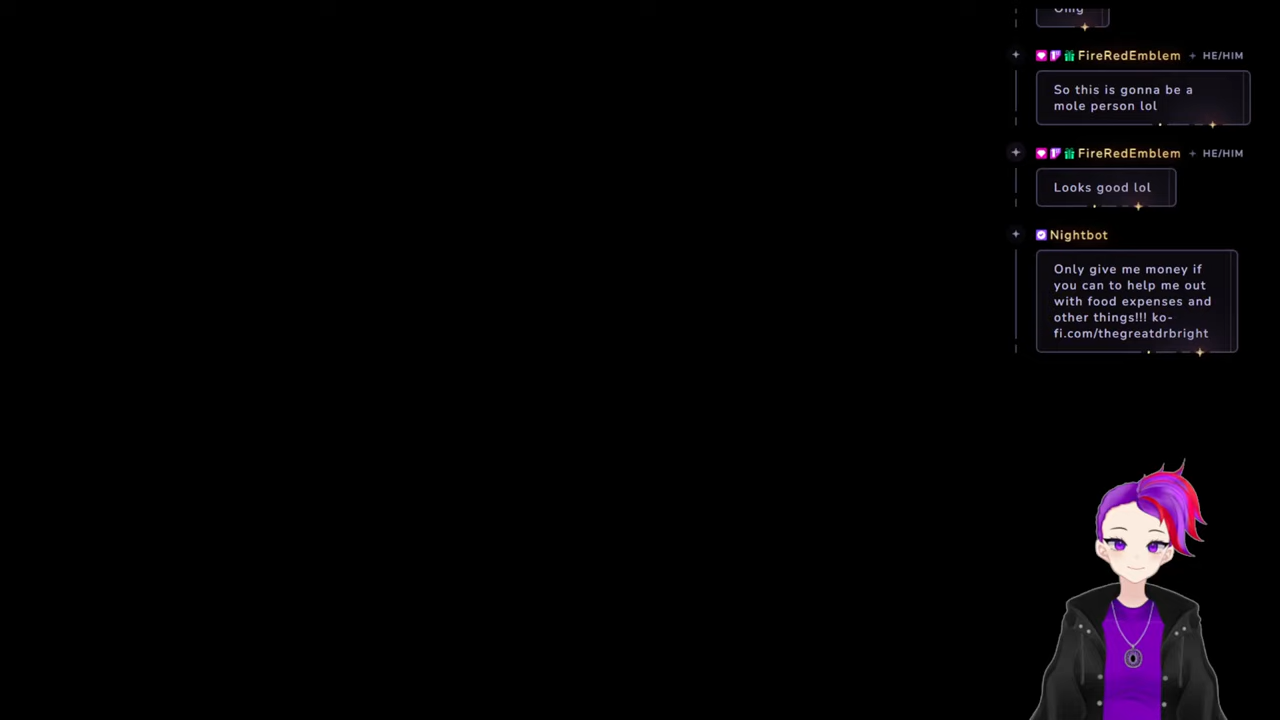 Omg
FireRedEmblem + HE/HIM
So this is gonna be a
mole person lol
FireRedEmblem + HE/HIM
Looks good lol
Nightbot
Only give me money if
you can to help me out
with food expenses and
other things!!! ko-
fi.com/thegreatdrbright